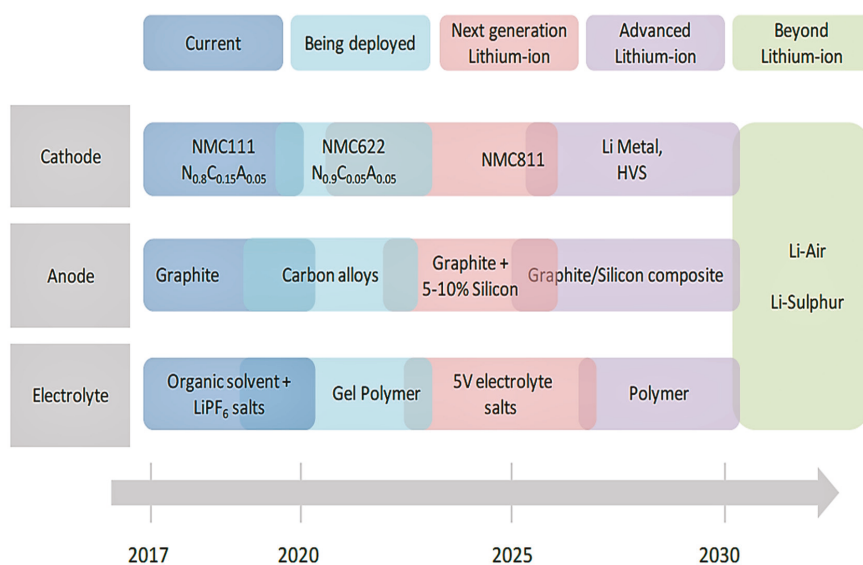 Current
Being deployed
Next generation
Lithium-ion
Advanced
Lithium-ion
Beyond
Lithium-ion
Cathode
NMC111
N₀.₈C₀.₁₅A₀.₀₅
NMC622
N₀.₉C₀.₀₅A₀.₀₅
NMC811
Li Metal,
HVS
Anode
Graphite
Carbon alloys
Graphite +
5-10% Silicon
Graphite/Silicon composite
Li-Air
Li-Sulphur
Electrolyte
Organic solvent +
LiPF₆ salts
Gel Polymer
5V electrolyte
salts
Polymer
2017
2020
2025
2030